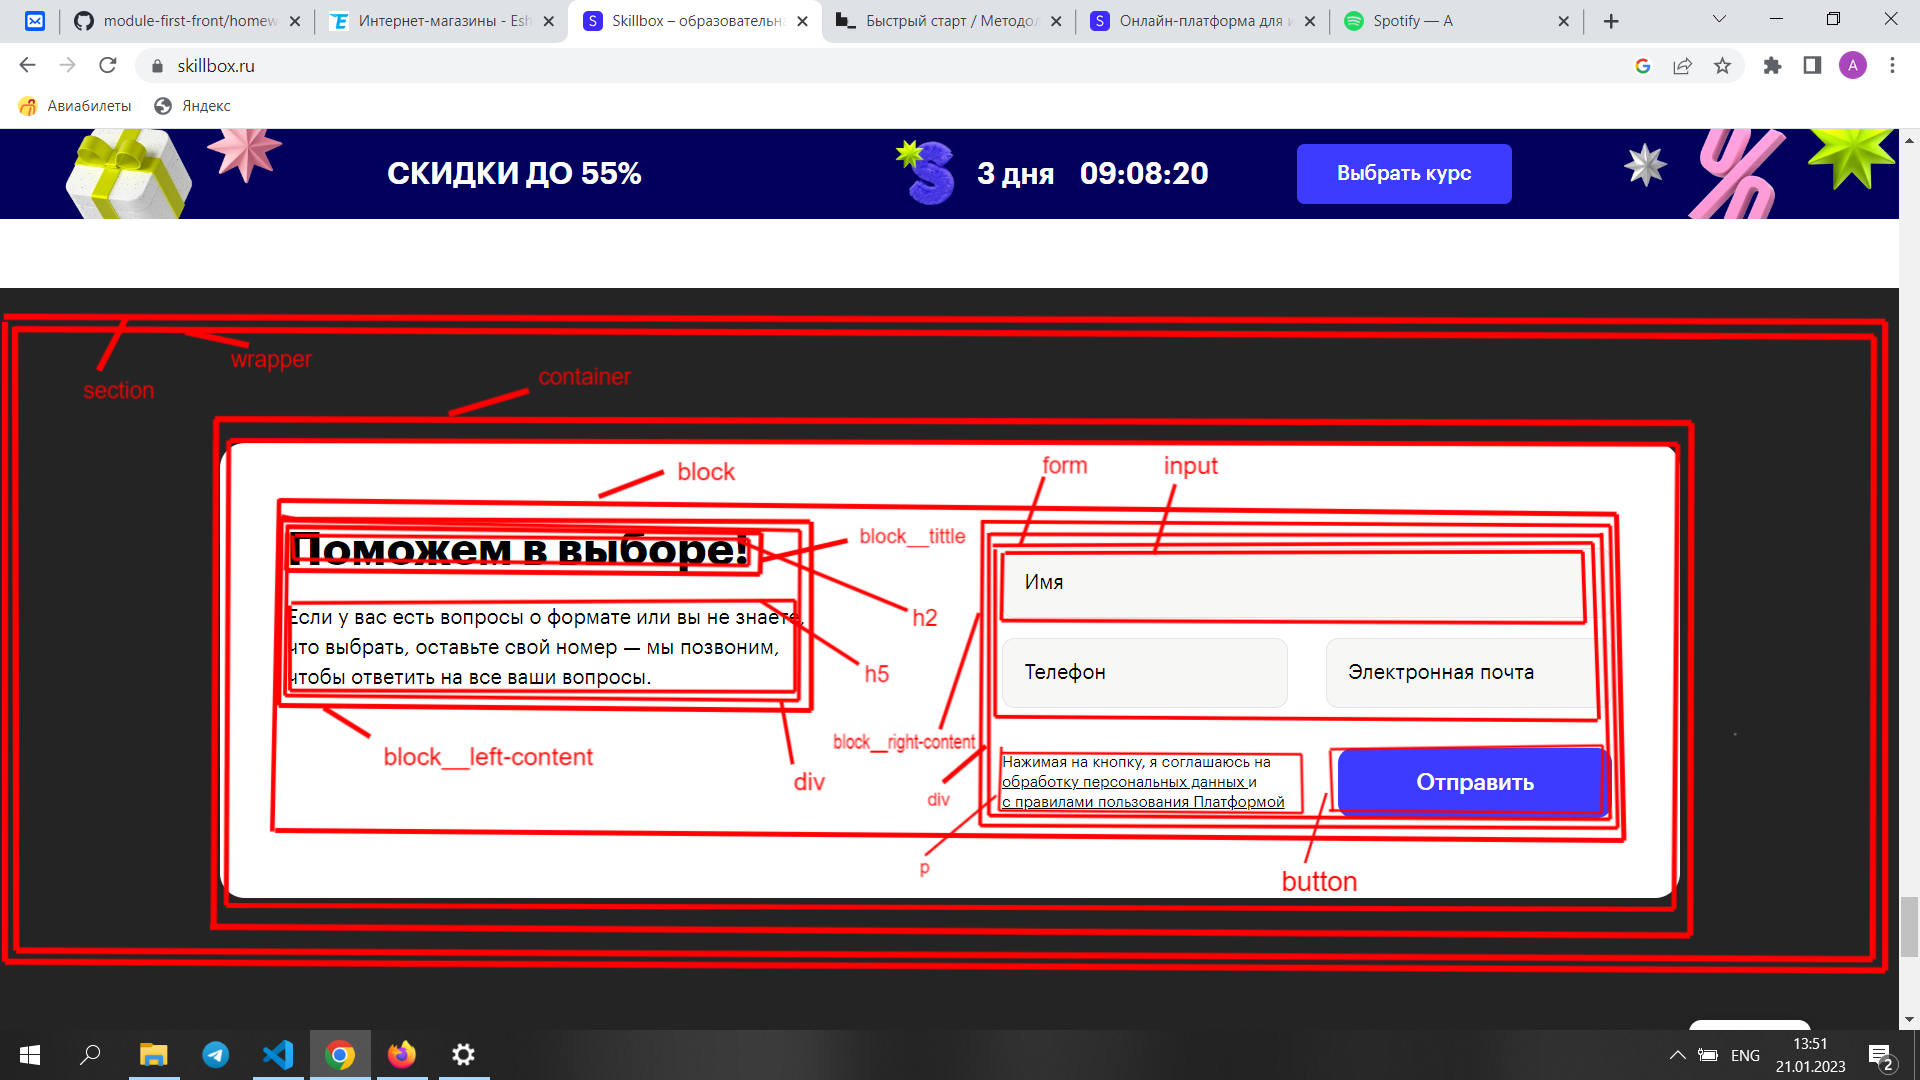 module-first-front/homew
Интернет-магазины - Esh
Skillbox – образовательна
Быстрый старт / Методол
Онлайн-платформа для и
Spotify — А
skillbox.ru
A
Авиабилеты
Яндекс
СКИДКИ ДО 55%
3 дня 09:08:20
Выбрать курс
wrapper
section
container
block
form
input
block__tittle
Поможем в выборе!
Имя
h2
Если у вас есть вопросы о формате или вы не знаете,
что выбрать, оставьте свой номер — мы позвоним,
чтобы ответить на все ваши вопросы.
h5
Телефон
Электронная почта
block__right-content
block__left-content
div
div
Нажимая на кнопку, я соглашаюсь на
обработку персональных данных и
с правилами пользования Платформой
Отправить
p
button
ENG
13:51
21.01.2023
2